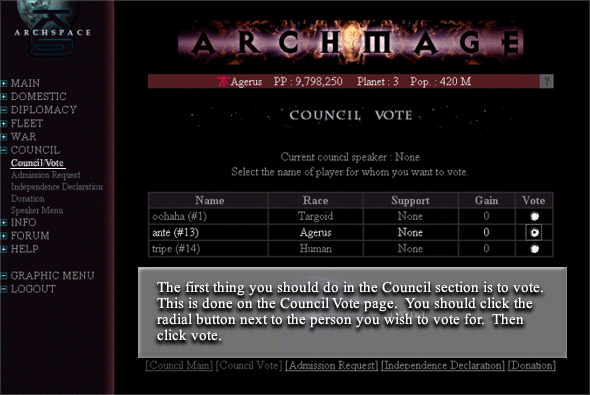 ARCHSPACE
ARCHMAGE
Agerus PP : 9,798,250 Planet : 3 Pop. : 420 M ?
MAIN
DOMESTIC
DIPLOMACY
FLEET
WAR
COUNCIL
Council/Vote
Admission Request
Independence Declaration
Donation
Speaker Menu
INFO
FORUM
HELP
GRAPHIC MENU
LOGOUT
COUNCIL VOTE
Current council speaker : None
Select the name of player for whom you want to vote.
Name Race Support Gain Vote
oohaha (#1) Targoid None 0
ante (#13) Agerus None 0
tripe (#14) Human None 0
The first thing you should do in the Council section is to vote.
This is done on the Council Vote page. You should click the
radial button next to the person you wish to vote for. Then
click vote.
[Council Main] [Council Vote] [Admission Request] [Independence Declaration] [Donation]